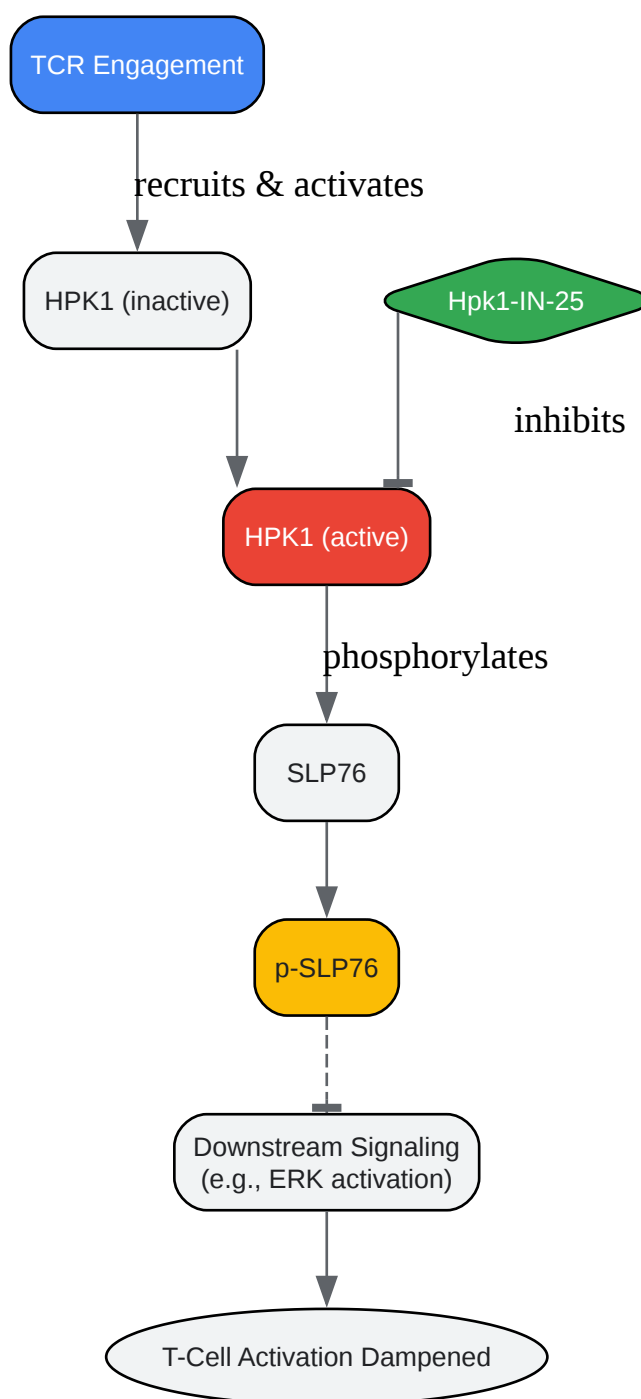 TCR Engagement
recruits & activates
HPK1 (inactive)
Hpk1-IN-25
inhibits
HPK1 (active)
phosphorylates
SLP76
p-SLP76
Downstream Signaling
(e.g., ERK activation)
T-Cell Activation Dampened